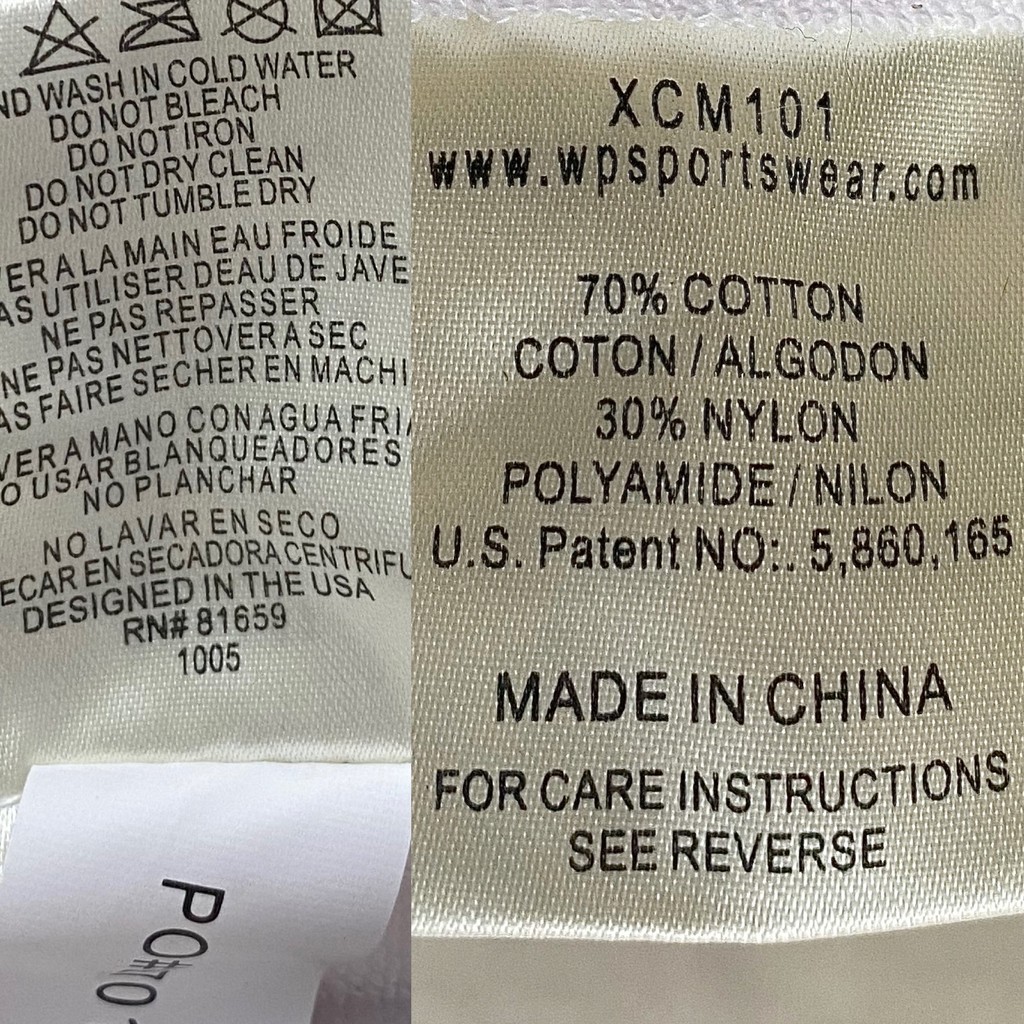 ND WASH IN COLD WATER
DO NOT BLEACH
DO NOT IRON
DO NOT DRY CLEAN
DO NOT TUMBLE DRY
VER A LA MAIN EAU FROIDE
AS UTILISER DEAU DE JAVE
NE PAS REPASSER
NE PAS NETTOVER A SEC
AS FAIRE SECHER EN MACHI
VER A MANO CON AGUA FRIA
O USAR BLANQUEADORES
NO PLANCHAR
NO LAVAR EN SECO
ECAR EN SECADORA CENTRIFU
DESIGNED IN THE USA
RN# 81659
1005
PO#10
XCM101
www.wpsportswear.com
70% COTTON
COTON / ALGODON
30% NYLON
POLYAMIDE / NILON
U.S. Patent NO:. 5,860,165
MADE IN CHINA
FOR CARE INSTRUCTIONS
SEE REVERSE